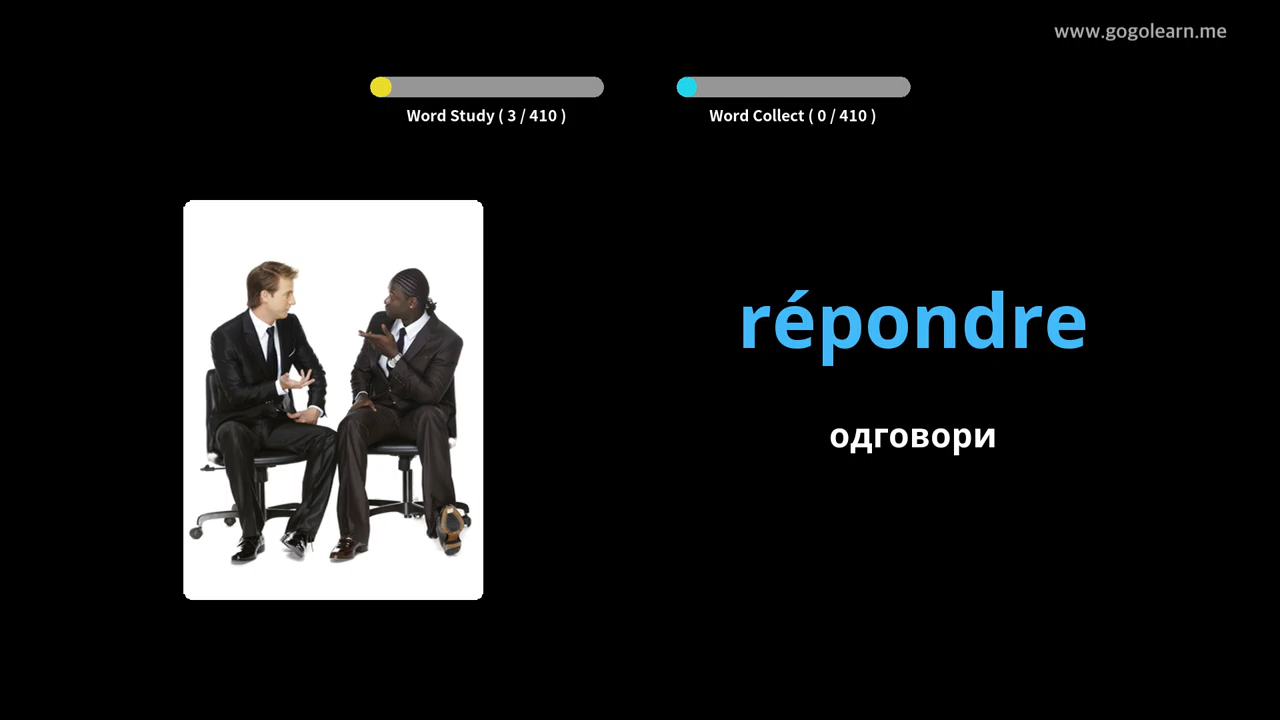 www.gogolearn.me
Word Study ( 3 / 410 )
Word Collect ( 0 / 410 )
répondre
одговори